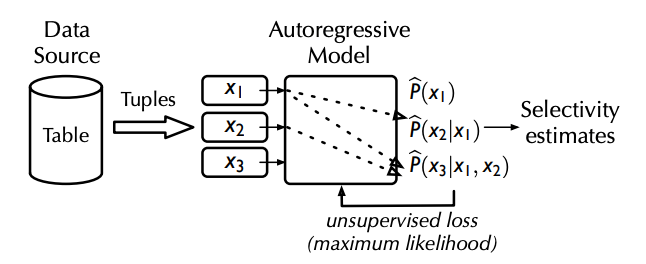 Data
Source
Autoregressive
Model
Tuples
Table
x1
x2
x3
P̂(x1)
P̂(x2|x1)
P̂(x3|x1, x2)
Selectivity
estimates
unsupervised loss
(maximum likelihood)